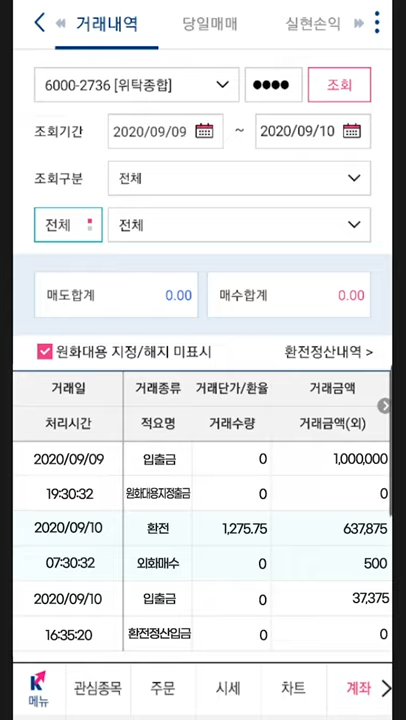 거래내역 당일매매 실현손익
6000-2736 [위탁종합] ●●●● 조회
조회기간 2020/09/09 ~ 2020/09/10
조회구분 전체
전체 전체
매도합계 0.00 매수합계 0.00
원화대용 지정/해지 미표시 환전정산내역 >
거래일 거래종류 거래단가/환율 거래금액
처리시간 적요명 거래수량 거래금액(외)
2020/09/09 입출금 0 1,000,000
19:30:32 원화대용지정출금 0 0
2020/09/10 환전 1,275.75 637,875
07:30:32 외화매수 0 500
2020/09/10 입출금 0 37,375
16:35:20 환전정산입금 0 0
메뉴 관심종목 주문 시세 차트 계좌